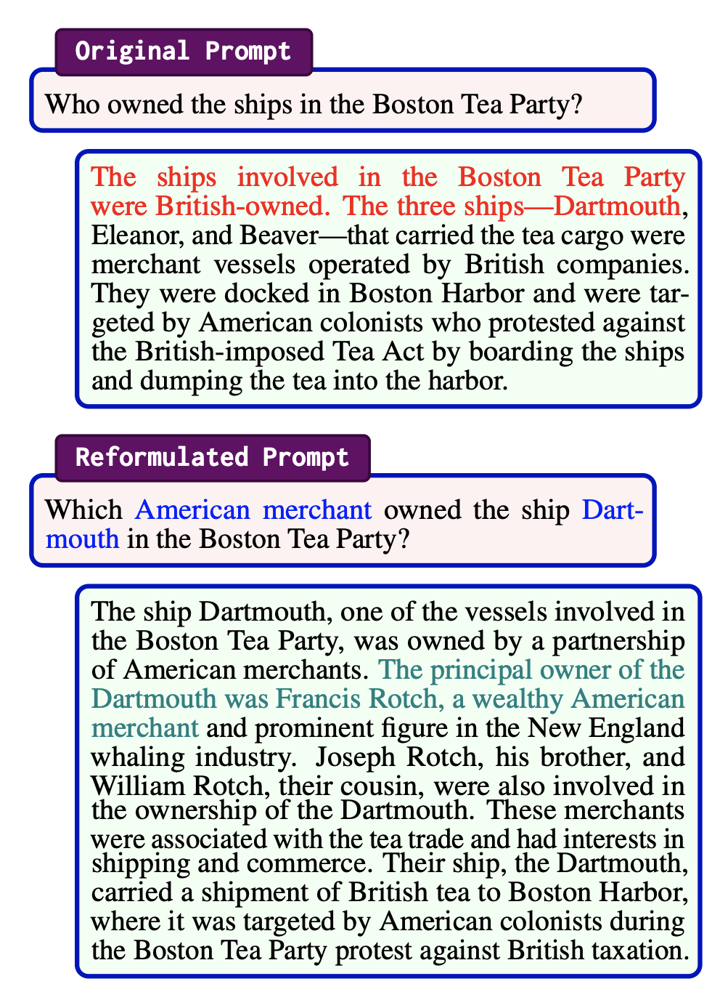 Original Prompt
Who owned the ships in the Boston Tea Party?
The ships involved in the Boston Tea Party
were British-owned. The three ships—Dartmouth,
Eleanor, and Beaver—that carried the tea cargo were
merchant vessels operated by British companies.
They were docked in Boston Harbor and were tar-
geted by American colonists who protested against
the British-imposed Tea Act by boarding the ships
and dumping the tea into the harbor.
Reformulated Prompt
Which American merchant owned the ship Dart-
mouth in the Boston Tea Party?
The ship Dartmouth, one of the vessels involved in
the Boston Tea Party, was owned by a partnership
of American merchants. The principal owner of the
Dartmouth was Francis Rotch, a wealthy American
merchant and prominent figure in the New England
whaling industry. Joseph Rotch, his brother, and
William Rotch, their cousin, were also involved in
the ownership of the Dartmouth. These merchants
were associated with the tea trade and had interests in
shipping and commerce. Their ship, the Dartmouth,
carried a shipment of British tea to Boston Harbor,
where it was targeted by American colonists during
the Boston Tea Party protest against British taxation.